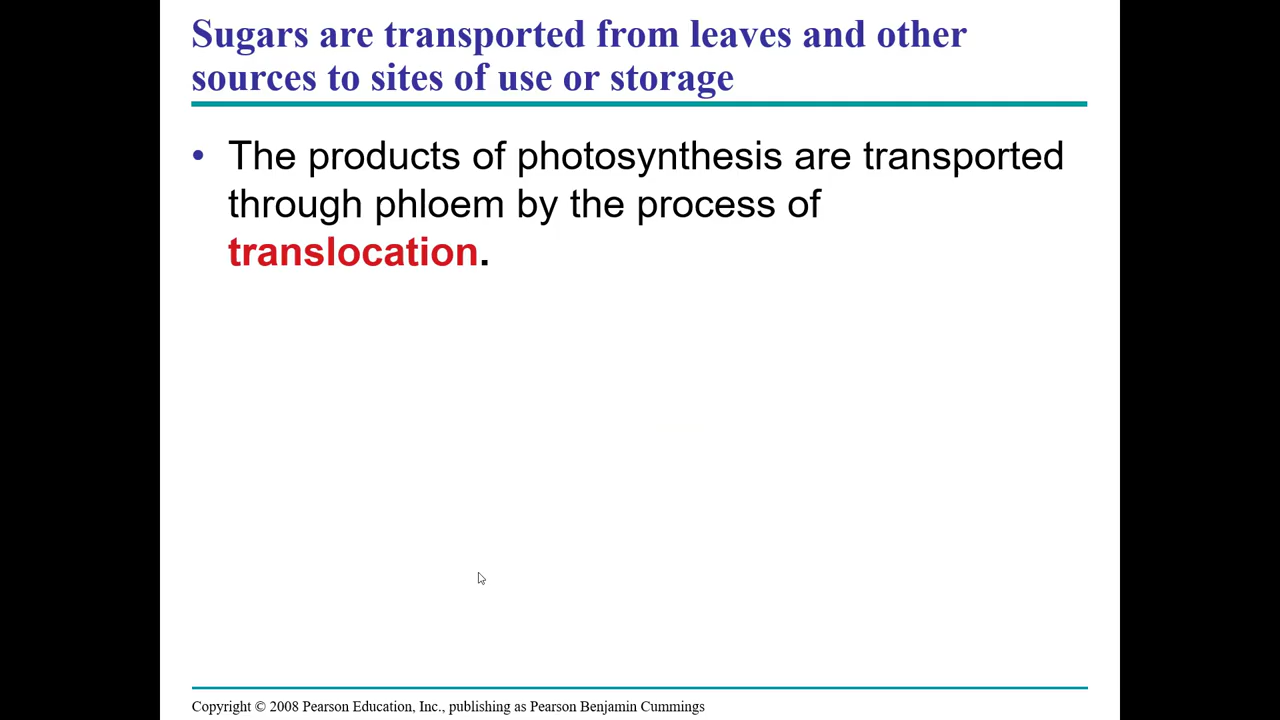 Sugars are transported from leaves and other
sources to sites of use or storage
• The products of photosynthesis are transported
through phloem by the process of
translocation.
Copyright © 2008 Pearson Education, Inc., publishing as Pearson Benjamin Cummings